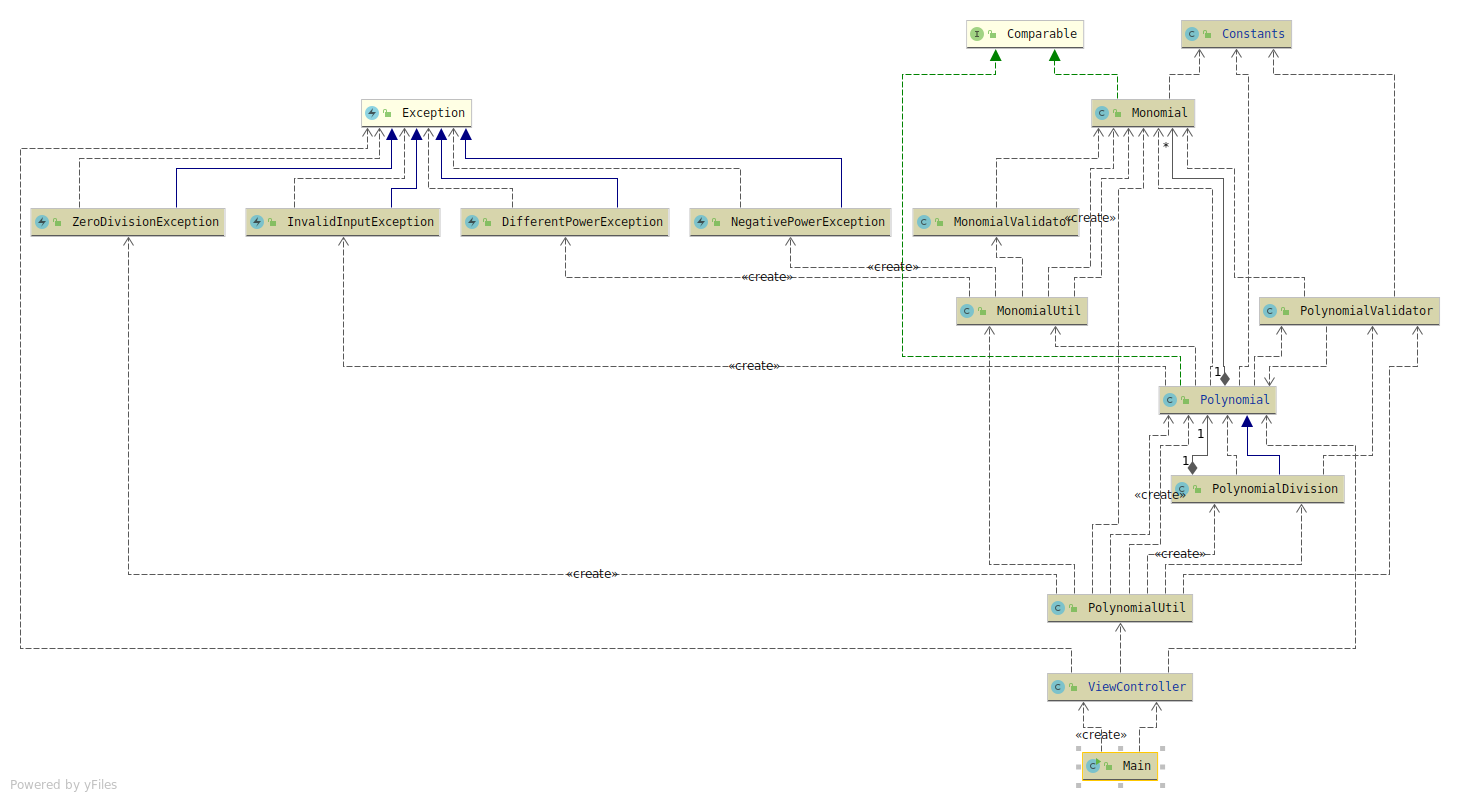 Comparable
Constants
Exception
Monomial
*
ZeroDivisionException
InvalidInputException
DifferentPowerException
NegativePowerException
MonomialValidator
«create»
«create»
«create»
MonomialUtil
PolynomialValidator
«create»
1
Polynomial
1
1
PolynomialDivision
«create»
«create»
«create»
PolynomialUtil
ViewController
«create»
Main
Powered by yFiles